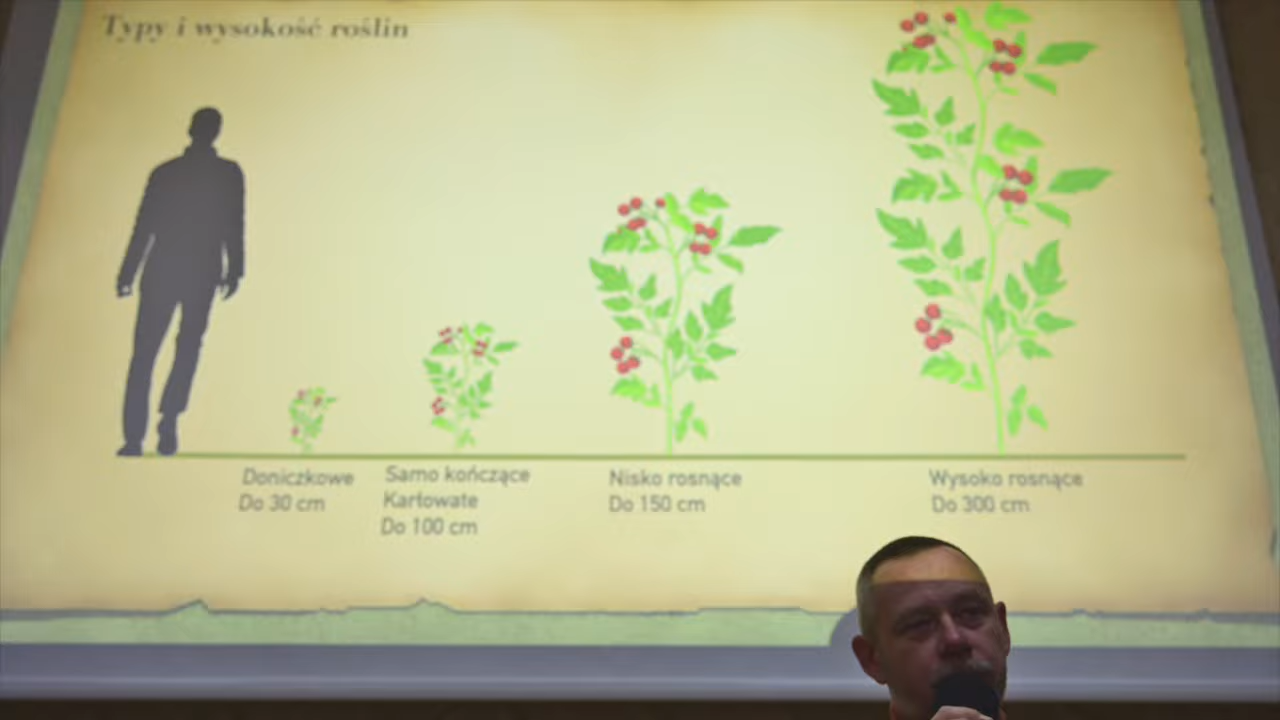 Typy i wysokość roślin
Doniczkowe
Do 30 cm
Samo kończące
Karłowate
Do 100 cm
Nisko rosnące
Do 150 cm
Wysoko rosnące
Do 300 cm